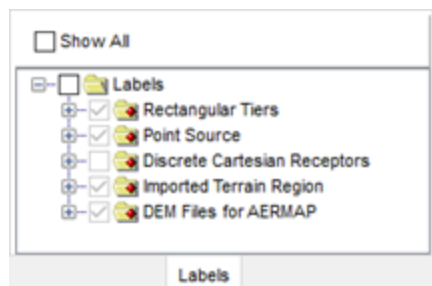 Show All
Labels
Rectangular Tiers
Point Source
Discrete Cartesian Receptors
Imported Terrain Region
DEM Files for AERMAP
Labels